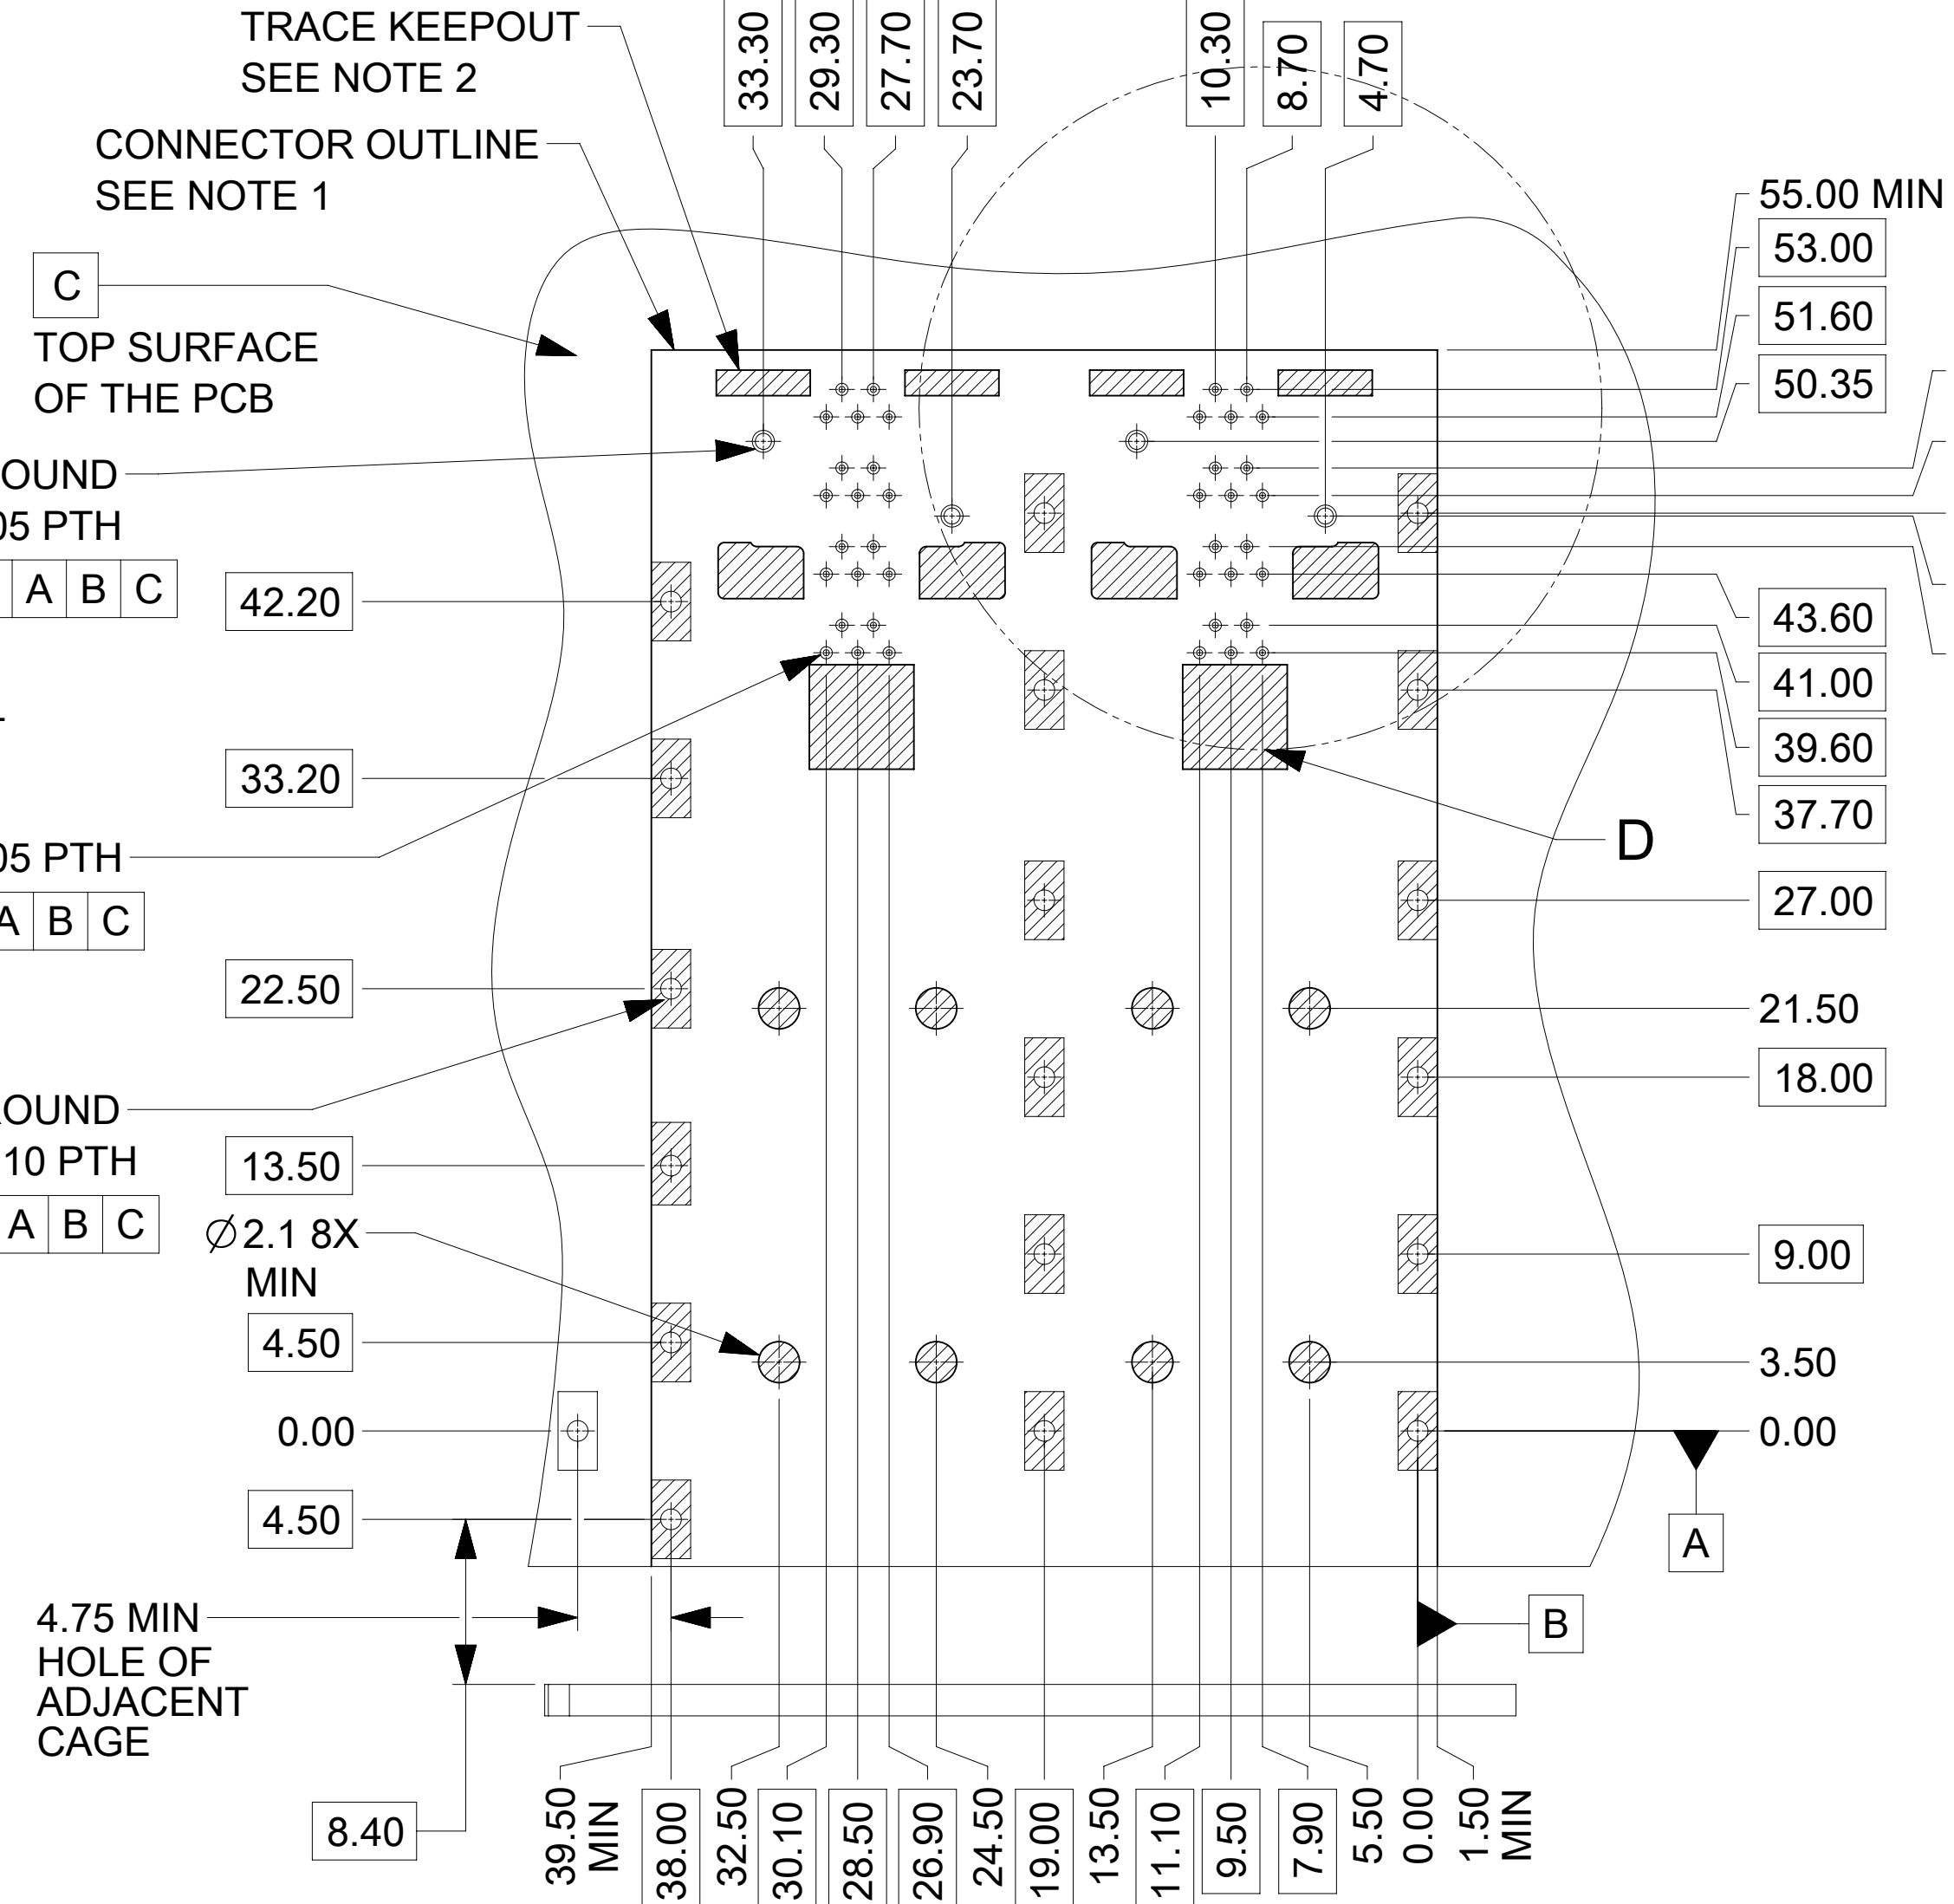 TRACE KEEPOUT
SEE NOTE 2
CONNECTOR OUTLINE
SEE NOTE 1
33.30
29.30
27.70
23.70
10.30
8.70
4.70
C
TOP SURFACE
OF THE PCB
55.00 MIN
53.00
51.60
50.35
OUND
05 PTH
A B C
42.20
33.20
05 PTH
A B C
22.50
43.60
41.00
39.60
37.70
D
27.00
21.50
18.00
OUND
10 PTH
A B C
13.50
⌀2.1 8X
MIN
4.50
0.00
4.50
9.00
3.50
0.00
A
B
4.75 MIN
HOLE OF
ADJACENT
CAGE
8.40
39.50
MIN
38.00
32.50
30.10
28.50
26.90
24.50
19.00
13.50
11.10
9.50
7.90
5.50
0.00
1.50
MIN